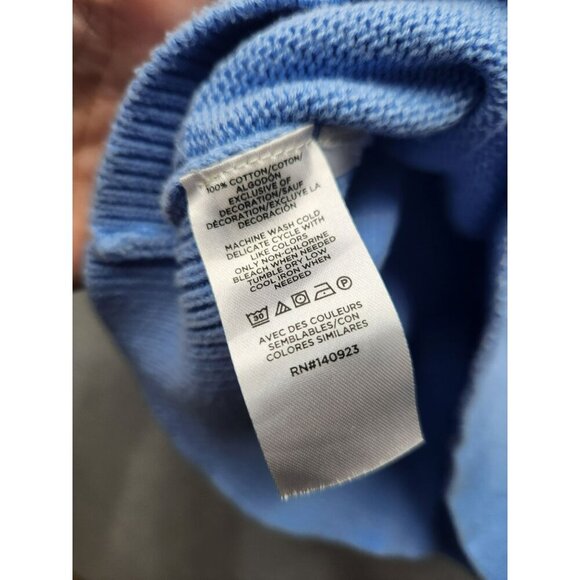 100% COTTON/COTON/
ALGODÓN
EXCLUSIVE OF
DECORATION/SAUF
DÉCORATION/EXCLUYE LA
DECORACIÓN
MACHINE WASH COLD
DELICATE CYCLE WITH
LIKE COLORS
ONLY NON-CHLORINE
BLEACH WHEN NEEDED
TUMBLE DRY LOW
COOL IRON WHEN
NEEDED
30 P
AVEC DES COULEURS
SEMBLABLES/CON
COLORES SIMILARES
RN#140923